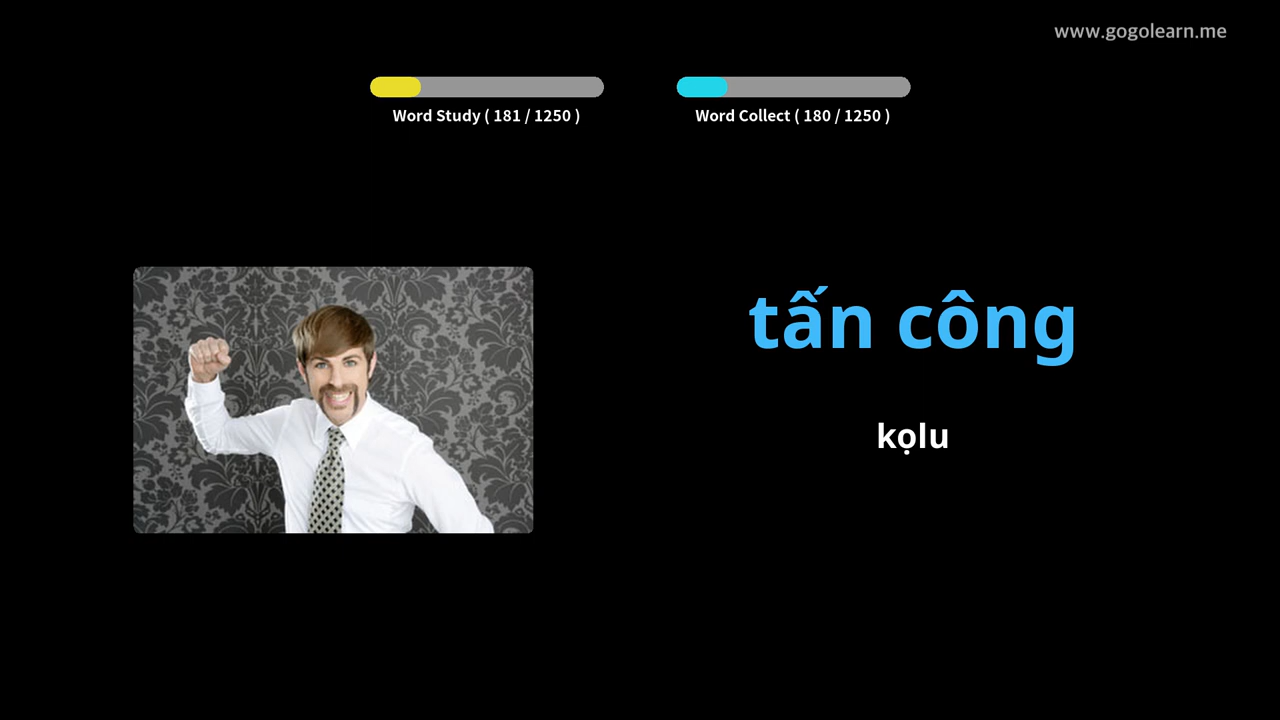 www.gogolearn.me
Word Study ( 181 / 1250 )
Word Collect ( 180 / 1250 )
tấn công
kọlu